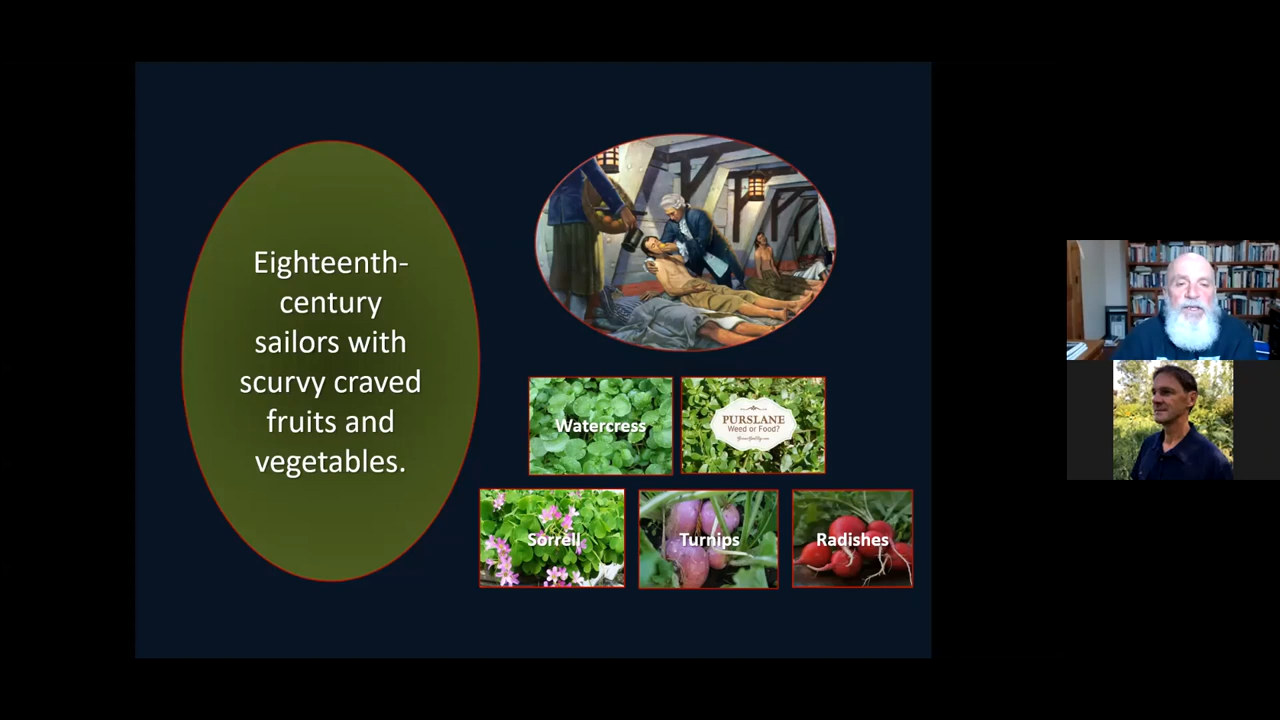 Eighteenth-
century
sailors with
scurvy craved
fruits and
vegetables.
Watercress
PURSLANE
Weed or Food?
Sorrell
Turnips
Radishes